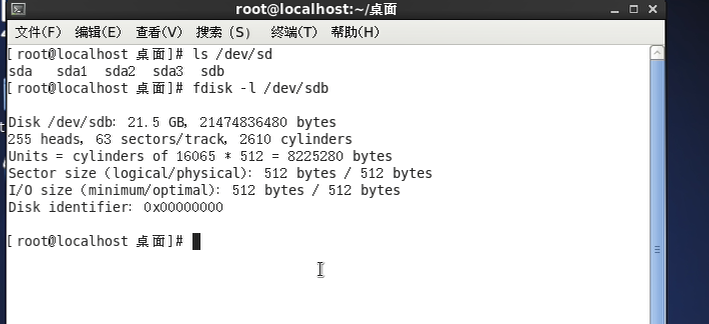 root@localhost:~/桌面
文件(F) 编辑(E) 查看(V) 搜索 (S) 终端(T) 帮助(H)
[root@localhost 桌面]# ls /dev/sd
sda sda1 sda2 sda3 sdb
[root@localhost 桌面]# fdisk -l /dev/sdb
Disk /dev/sdb: 21.5 GB, 21474836480 bytes
255 heads, 63 sectors/track, 2610 cylinders
Units = cylinders of 16065 * 512 = 8225280 bytes
Sector size (logical/physical): 512 bytes / 512 bytes
I/O size (minimum/optimal): 512 bytes / 512 bytes
Disk identifier: 0x00000000
[root@localhost 桌面]#